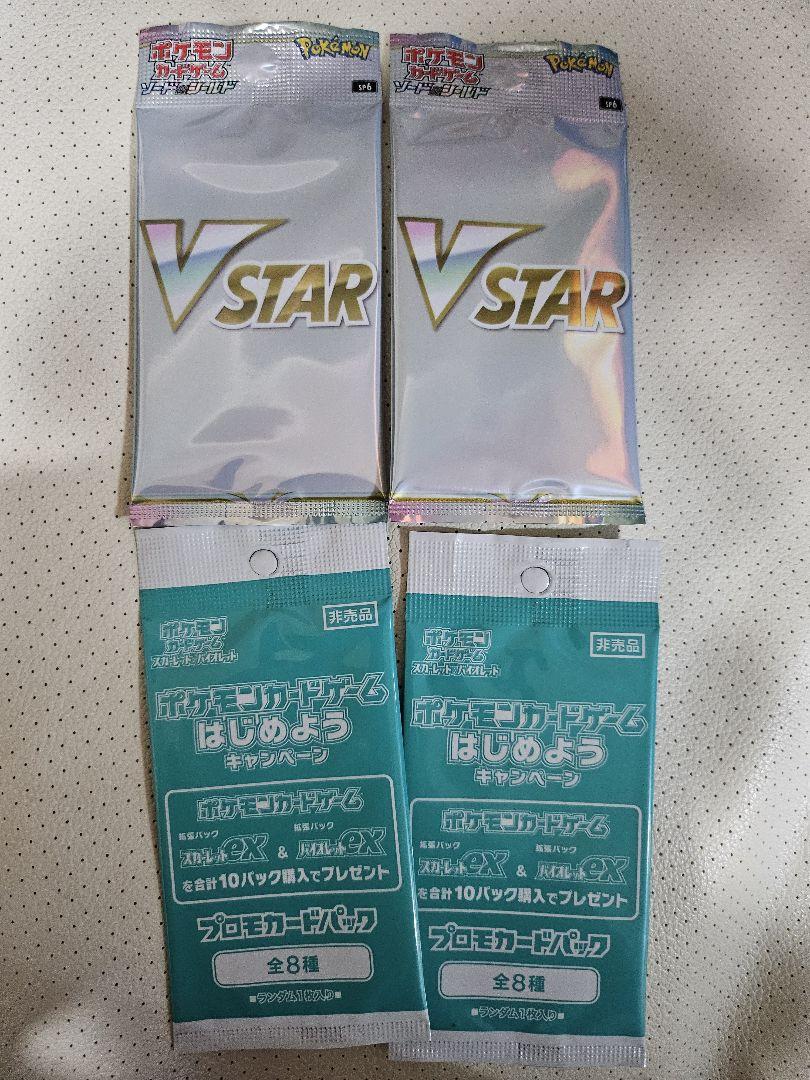 ポケモン
カードゲーム
ソード&シールド
Pokémon
SP6
V STAR
ポケモン
カードゲーム
ソード&シールド
Pokémon
SP6
V STAR
ポケモン
カードゲーム
スカーレット&バイオレット
非売品
ポケモンカードゲーム
はじめよう
キャンペーン
ポケモンカードゲーム
拡張パック 拡張パック
スカーレットex & バイオレットex
を合計10パック購入でプレゼント
プロモカードパック
全8種
■ランダム1枚入り■
ポケモン
カードゲーム
スカーレット&バイオレット
非売品
ポケモンカードゲーム
はじめよう
キャンペーン
ポケモンカードゲーム
拡張パック 拡張パック
スカーレットex & バイオレットex
を合計10パック購入でプレゼント
プロモカードパック
全8種
■ランダム1枚入り■